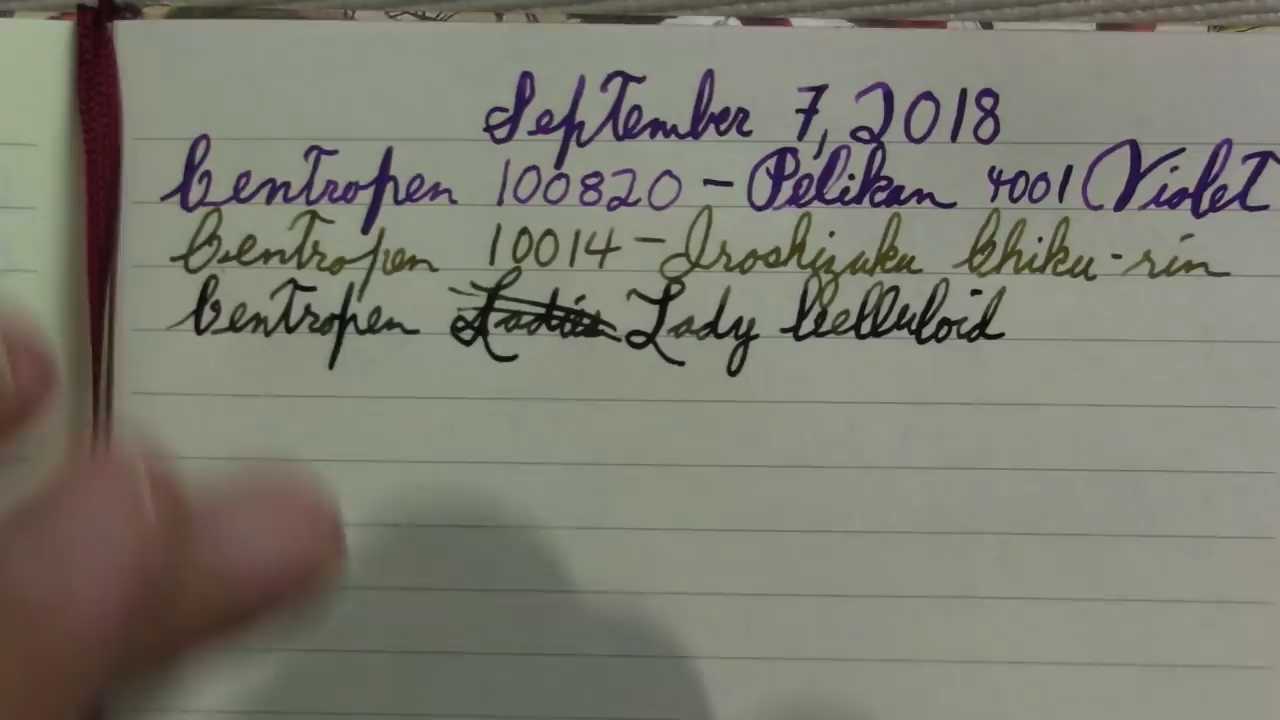 September 7, 2018
Centropen 100820 - Pelikan 4001 (Violet
Centropen 10014 - Iroshizuku Chiku-rin
Centropen Lady Celluloid